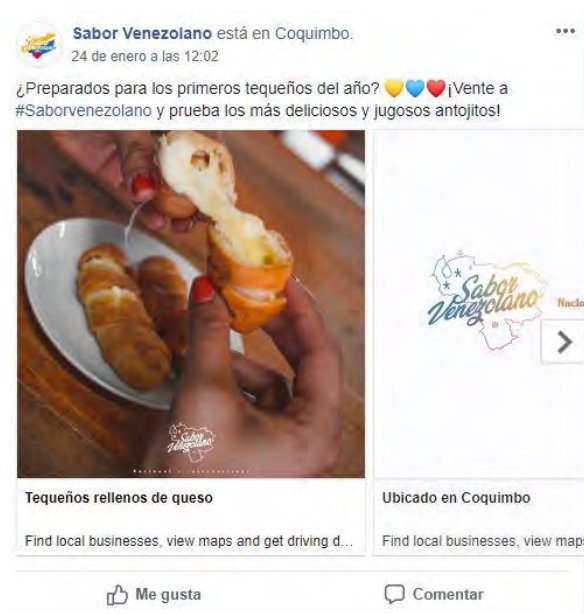 Sabor Venezolano está en Coquimbo.
24 de enero a las 12:02
¿Preparados para los primeros tequeños del año? 💛💙❤️¡Vente a
#Saborvenezolano y prueba los más deliciosos y jugosos antojitos!
Sabor
Venezolano
Sabor
Venezolano
Tequeños rellenos de queso
Find local businesses, view maps and get driving d...
Ubicado en Coquimbo
Find local businesses, view map
Me gusta
Comentar